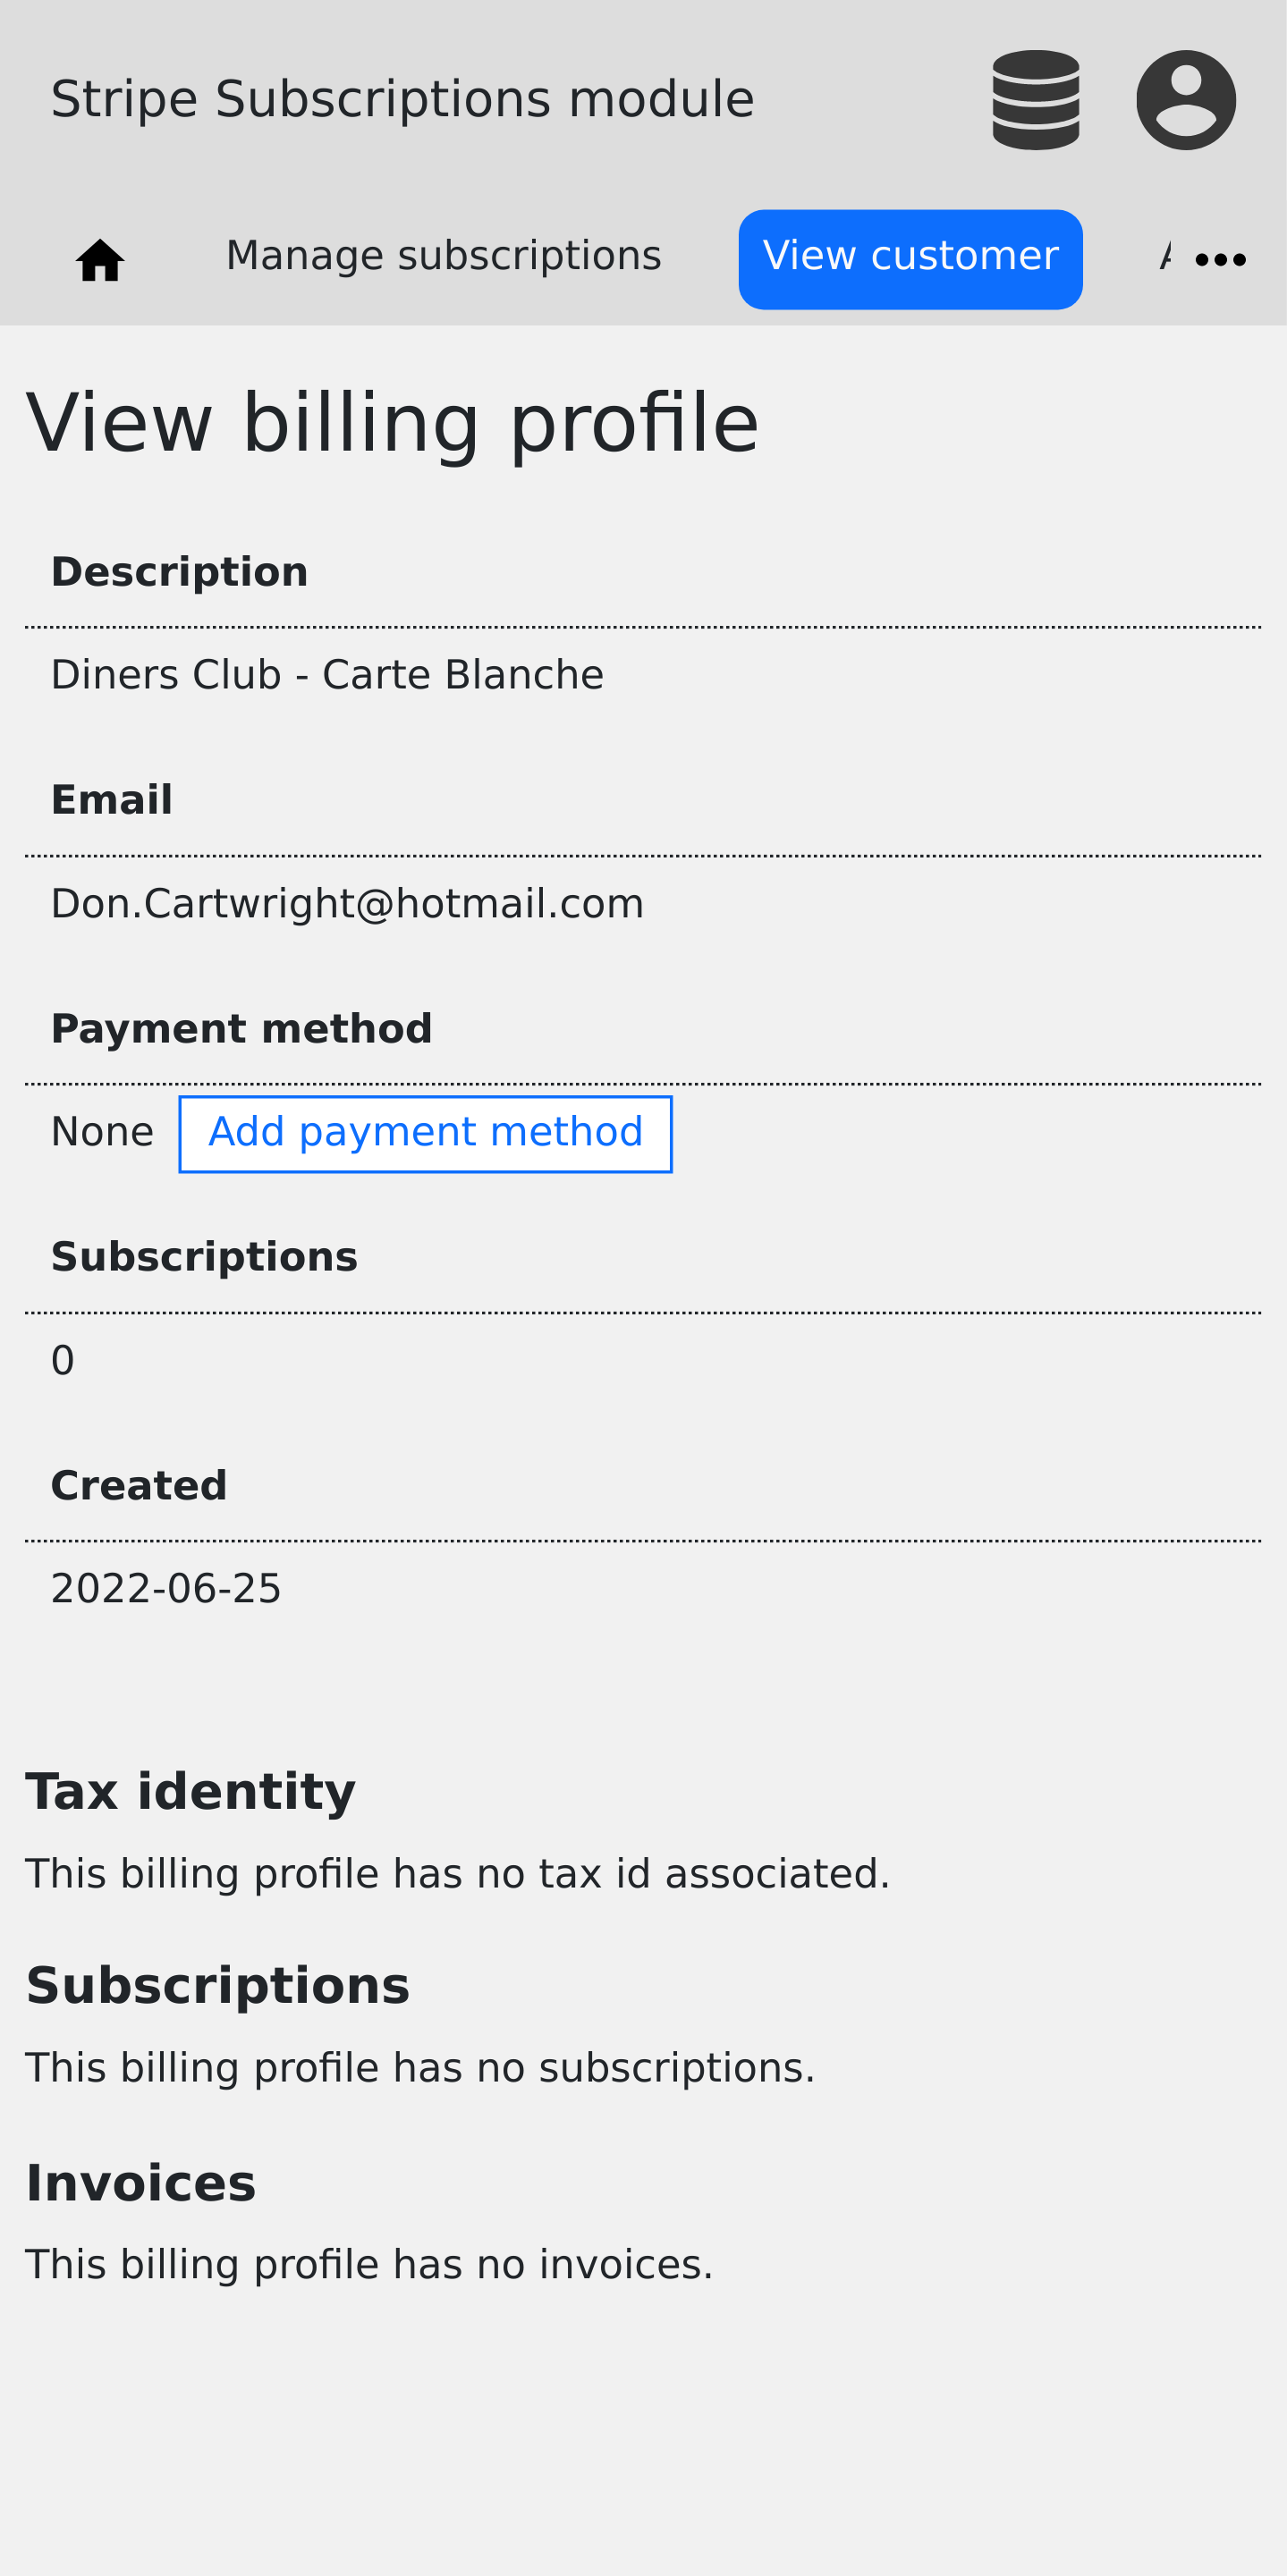 Stripe Subscriptions module
Manage subscriptions
View customer
View billing profile
Description
Diners Club - Carte Blanche
Email
Don.Cartwright@hotmail.com
Payment method
None
Add payment method
Subscriptions
0
Created
2022-06-25
Tax identity
This billing profile has no tax id associated.
Subscriptions
This billing profile has no subscriptions.
Invoices
This billing profile has no invoices.